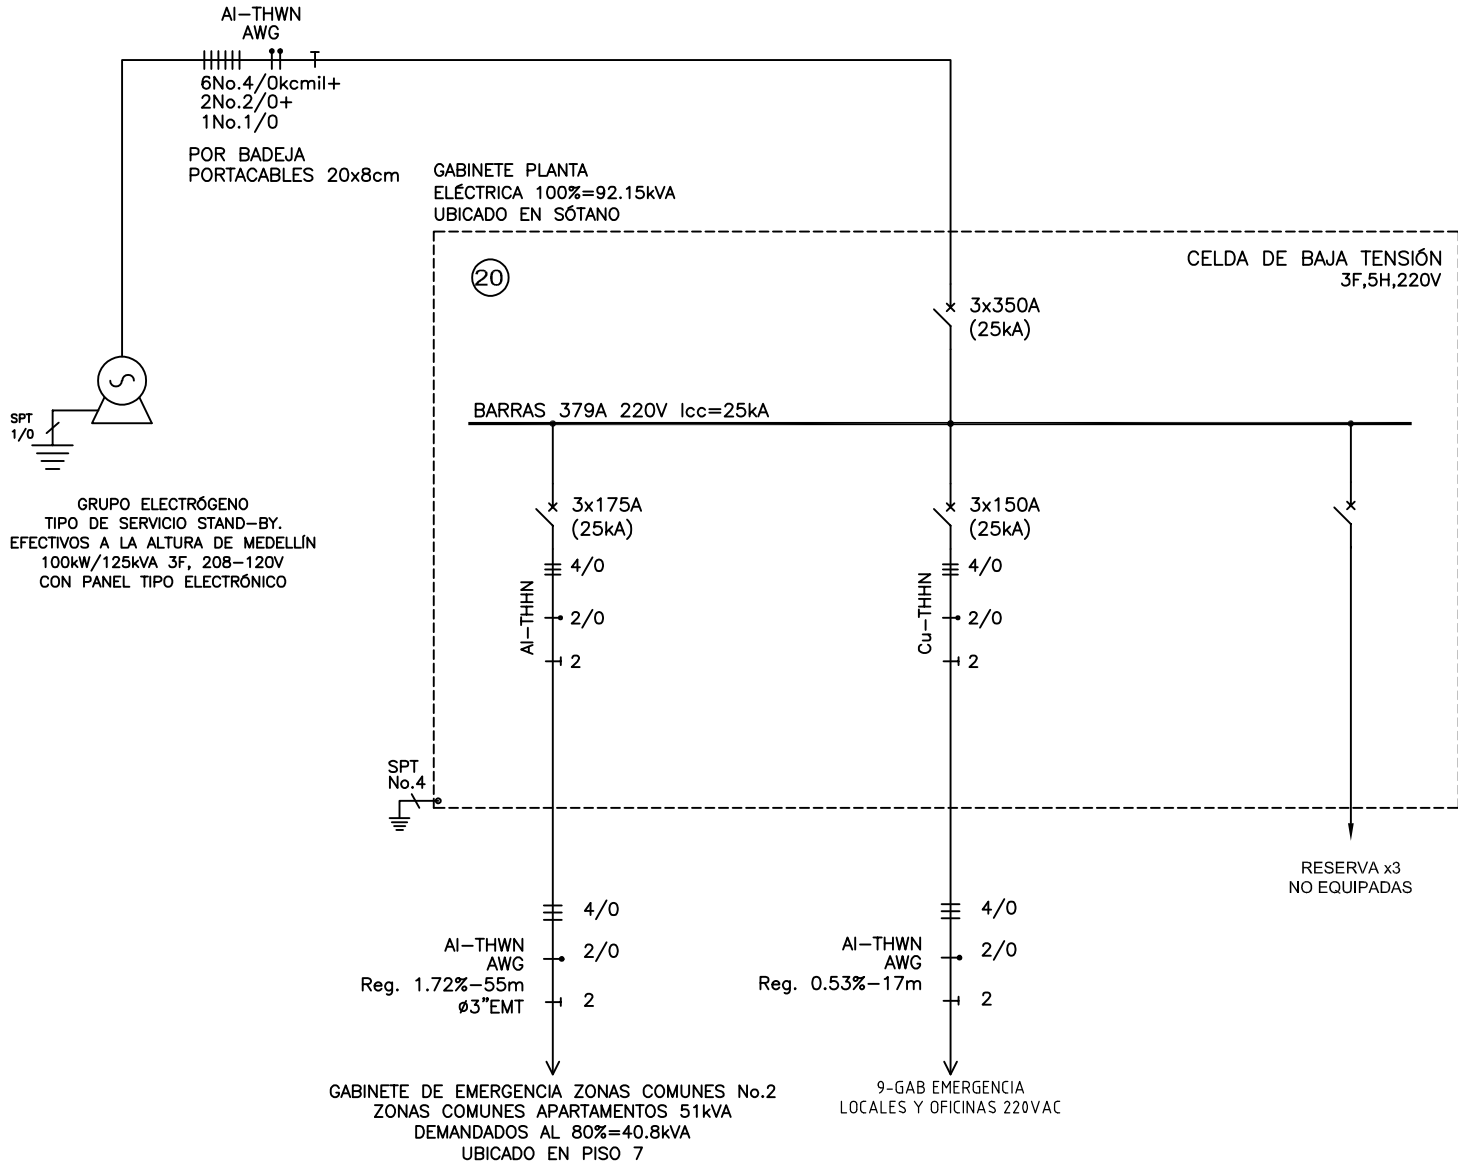 Al-THWN
AWG
6No.4/0kcmil+
2No.2/0+
1No.1/0
POR BADEJA
PORTACABLES 20x8cm
GABINETE PLANTA
ELÉCTRICA 100%=92.15kVA
UBICADO EN SÓTANO
20
CELDA DE BAJA TENSIÓN
3F,5H,220V
3x350A
(25kA)
BARRAS 379A 220V Icc=25kA
SPT
1/0
GRUPO ELECTRÓGENO
TIPO DE SERVICIO STAND-BY.
EFECTIVOS A LA ALTURA DE MEDELLÍN
100kW/125kVA 3F, 208-120V
CON PANEL TIPO ELECTRÓNICO
3x175A
(25kA)
4/0
Al-THHN
2/0
2
3x150A
(25kA)
4/0
Cu-THHN
2/0
2
SPT
No.4
RESERVA x3
NO EQUIPADAS
4/0
Al-THWN
AWG
2/0
Reg. 1.72%-55m
ø3"EMT
2
4/0
Al-THWN
AWG
2/0
Reg. 0.53%-17m
2
GABINETE DE EMERGENCIA ZONAS COMUNES No.2
ZONAS COMUNES APARTAMENTOS 51kVA
DEMANDADOS AL 80%=40.8kVA
UBICADO EN PISO 7
9-GAB EMERGENCIA
LOCALES Y OFICINAS 220VAC